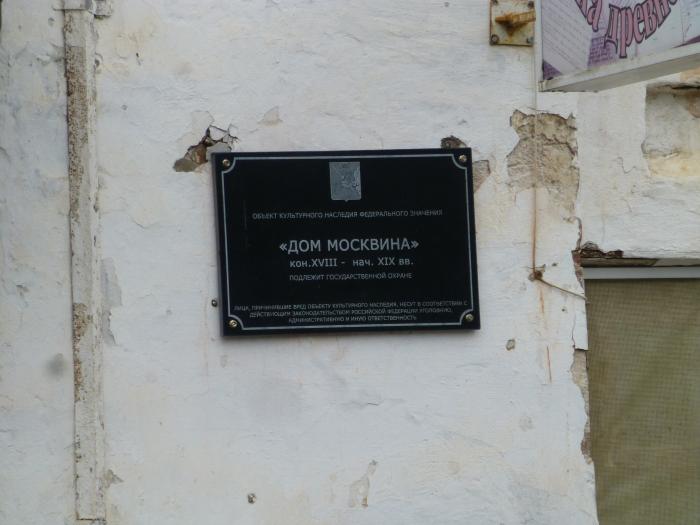 древн
ОБЪЕКТ КУЛЬТУРНОГО НАСЛЕДИЯ ФЕДЕРАЛЬНОГО ЗНАЧЕНИЯ
«ДОМ МОСКВИНА»
кон.XVIII - нач. XIX вв.
ПОДЛЕЖИТ ГОСУДАРСТВЕННОЙ ОХРАНЕ
ЛИЦА, ПРИЧИНИВШИЕ ВРЕД ОБЪЕКТУ КУЛЬТУРНОГО НАСЛЕДИЯ, НЕСУТ В СООТВЕТСТВИИ С
ДЕЙСТВУЮЩИМ ЗАКОНОДАТЕЛЬСТВОМ РОССИЙСКОЙ ФЕДЕРАЦИИ УГОЛОВНУЮ,
АДМИНИСТРАТИВНУЮ И ИНУЮ ОТВЕТСТВЕННОСТЬ